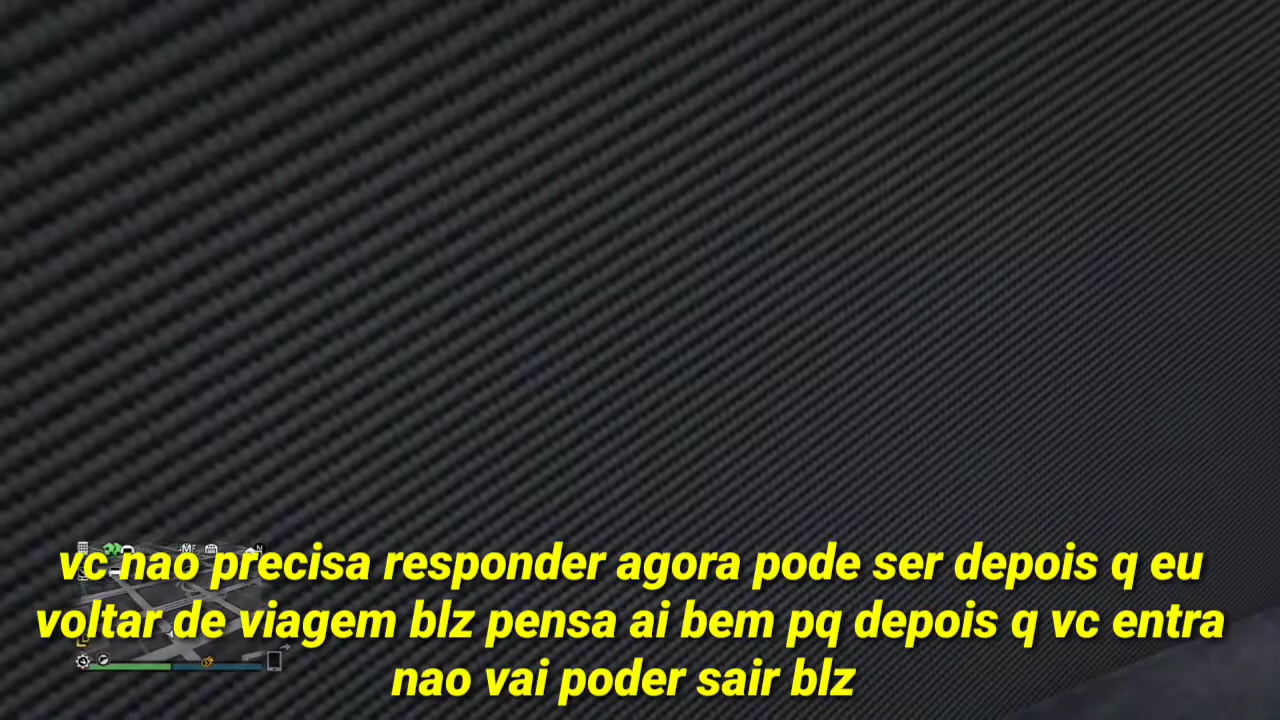 vc nao precisa responder agora pode ser depois q eu
voltar de viagem blz pensa ai bem pq depois q vc entra
nao vai poder sair blz